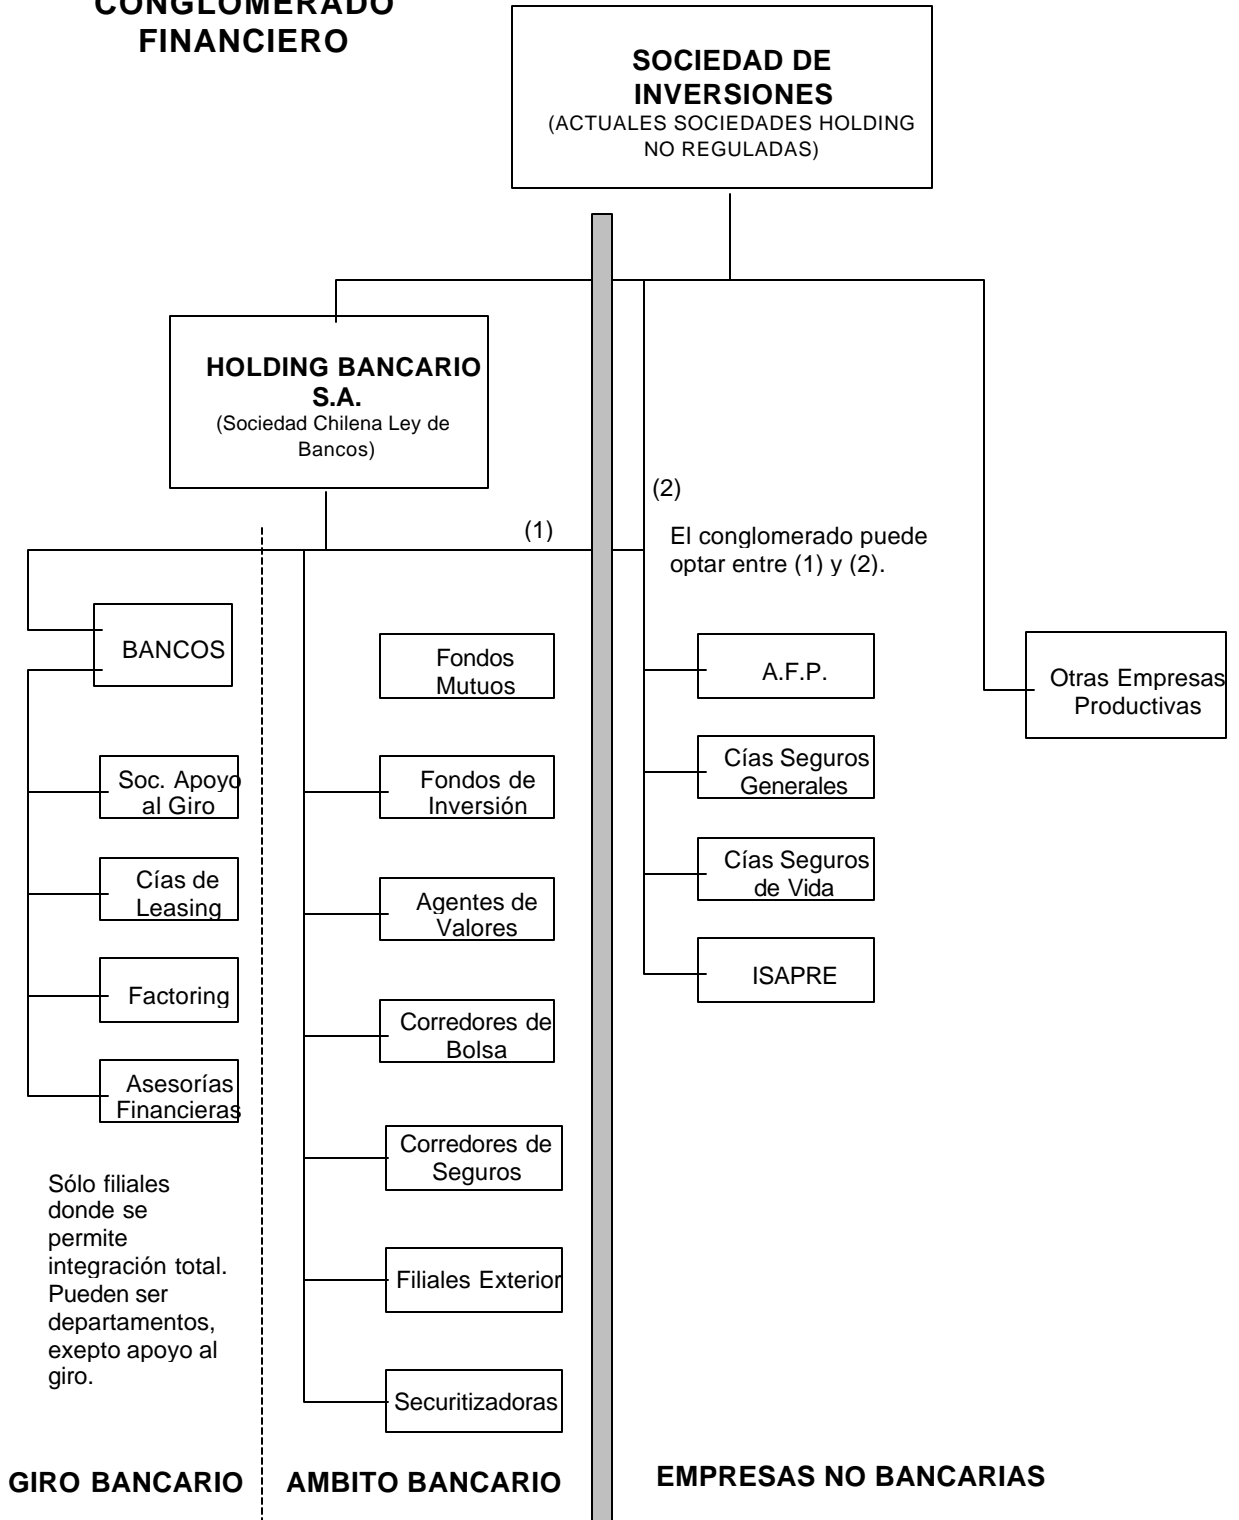 CONGLOMERADO
FINANCIERO
SOCIEDAD DE
INVERSIONES
(ACTUALES SOCIEDADES HOLDING
NO REGULADAS)
HOLDING BANCARIO
S.A.
(Sociedad Chilena Ley de
Bancos)
(1)
(2)
El conglomerado puede
optar entre (1) y (2).
BANCOS
Soc. Apoyo
al Giro
Cías de
Leasing
Factoring
Asesorías
Financieras
Sólo filiales
donde se
permite
integración total.
Pueden ser
departamentos,
exepto apoyo al
giro.
Fondos
Mutuos
Fondos de
Inversión
Agentes de
Valores
Corredores de
Bolsa
Corredores de
Seguros
Filiales Exterior
Securitizadoras
A.F.P.
Cías Seguros
Generales
Cías Seguros
de Vida
ISAPRE
Otras Empresas
Productivas
GIRO BANCARIO
AMBITO BANCARIO
EMPRESAS NO BANCARIAS